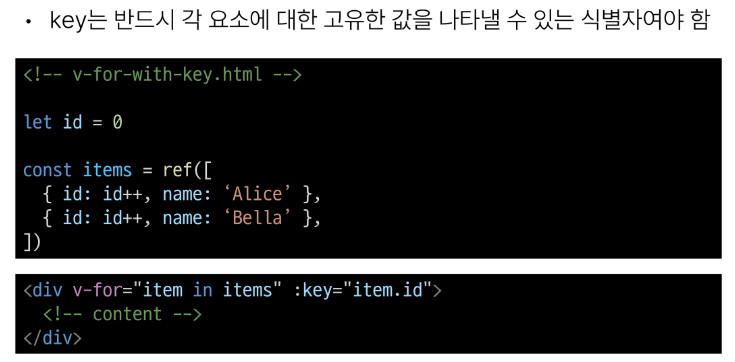 • key는 반드시 각 요소에 대한 고유한 값을 나타낼 수 있는 식별자여야 함
<!-- v-for-with-key.html -->
let id = 0
const items = ref([
  { id: id++, name: ‘Alice’ },
  { id: id++, name: ‘Bella’ },
])
<div v-for="item in items" :key="item.id">
  <!-- content -->
</div>